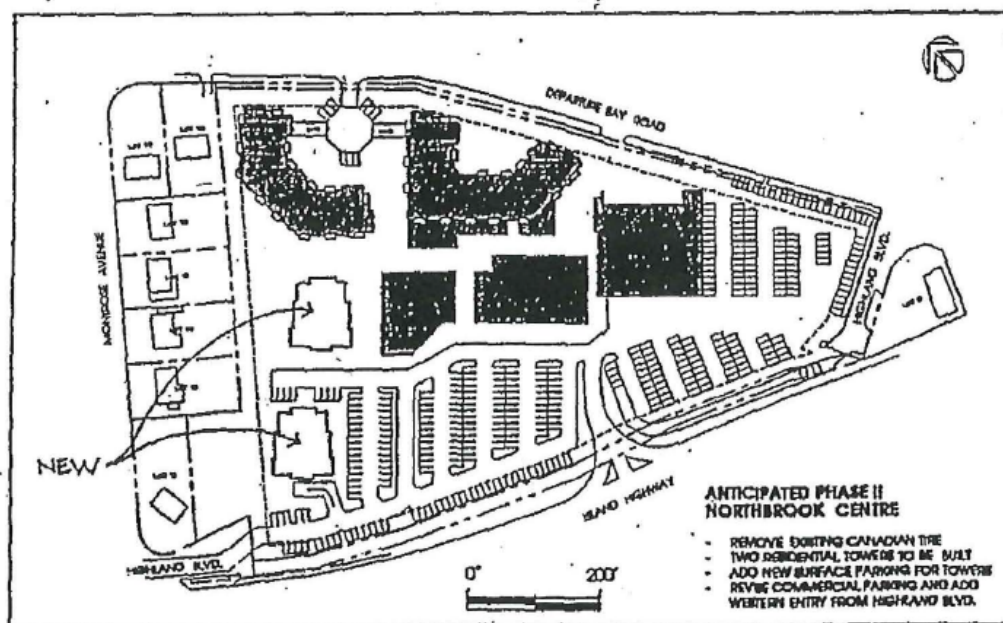 DEPARTURE BAY ROAD
MONTROSE AVENUE
HIGHLAND BLVD.
NEW
ISLAND HIGHWAY
HIGHLAND BLVD.
0'
200'
ANTICIPATED PHASE II
NORTHBROOK CENTRE
- REMOVE EXISTING CANADIAN TIRE
- TWO RESIDENTIAL TOWERS TO BE BUILT
- ADD NEW SURFACE PARKING FOR TOWERS
- REVISE COMMERCIAL PARKING AND ADD
WESTERN ENTRY FROM HIGHLAND BLVD.